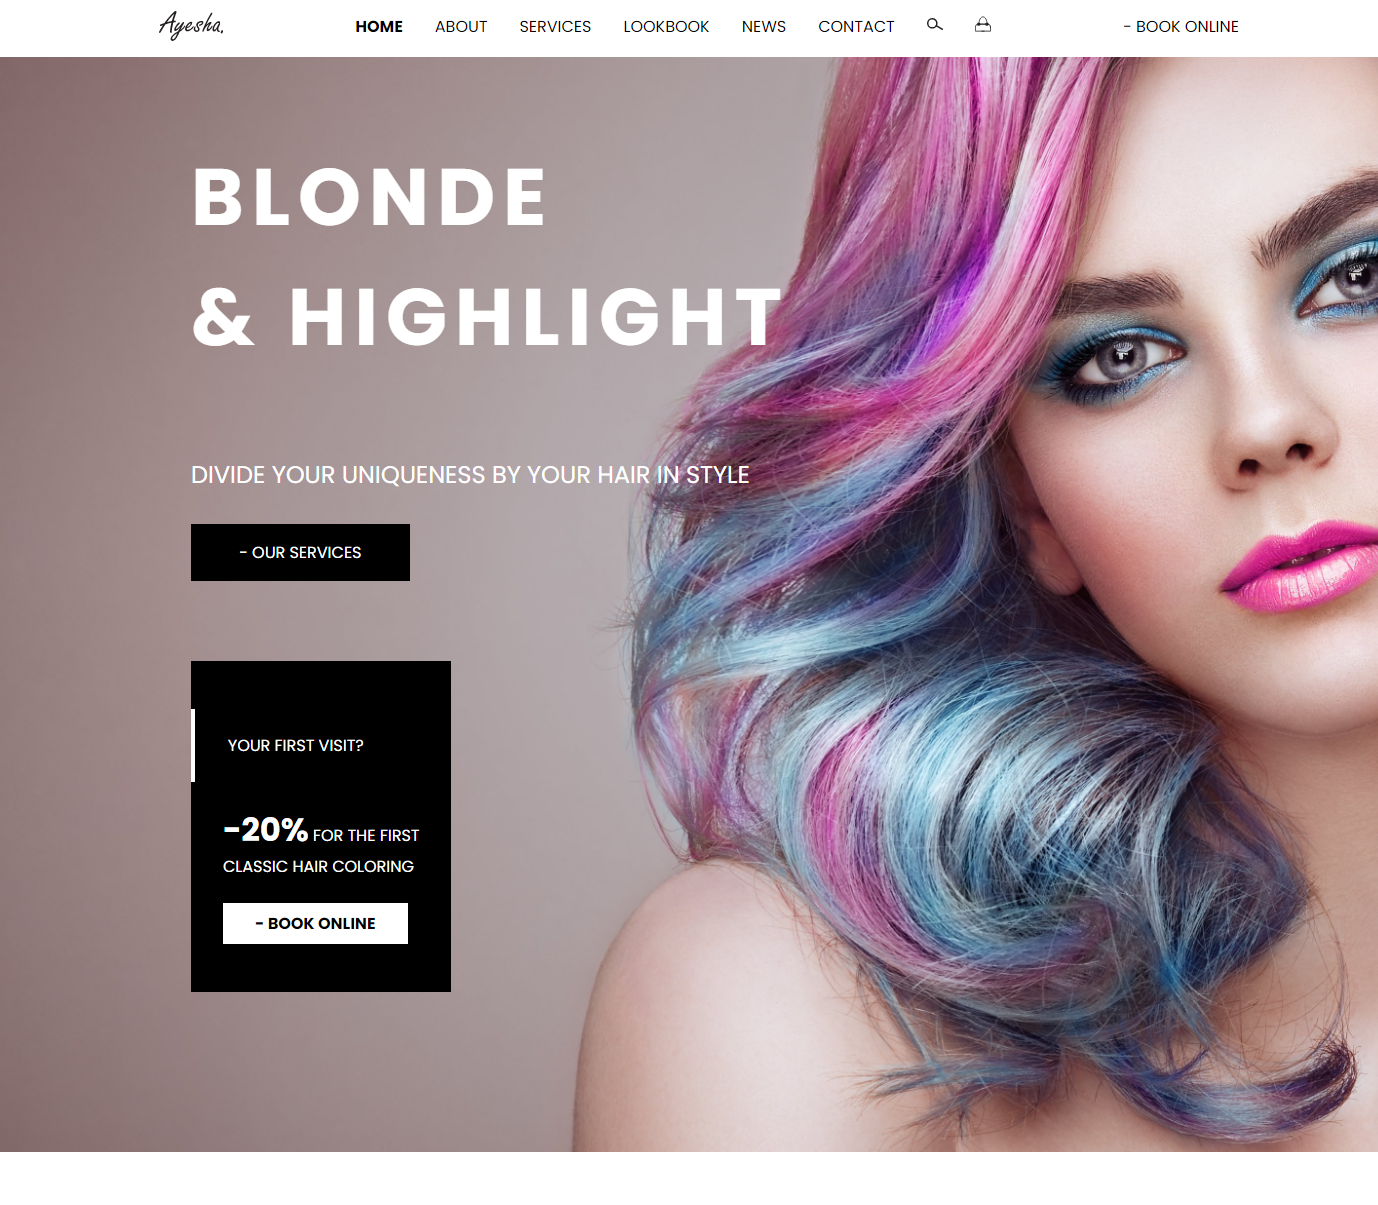 Ayesha.
HOME ABOUT SERVICES LOOKBOOK NEWS CONTACT - BOOK ONLINE
BLONDE
& HIGHLIGHT
DIVIDE YOUR UNIQUENESS BY YOUR HAIR IN STYLE
- OUR SERVICES
YOUR FIRST VISIT?
-20% FOR THE FIRST
CLASSIC HAIR COLORING
- BOOK ONLINE